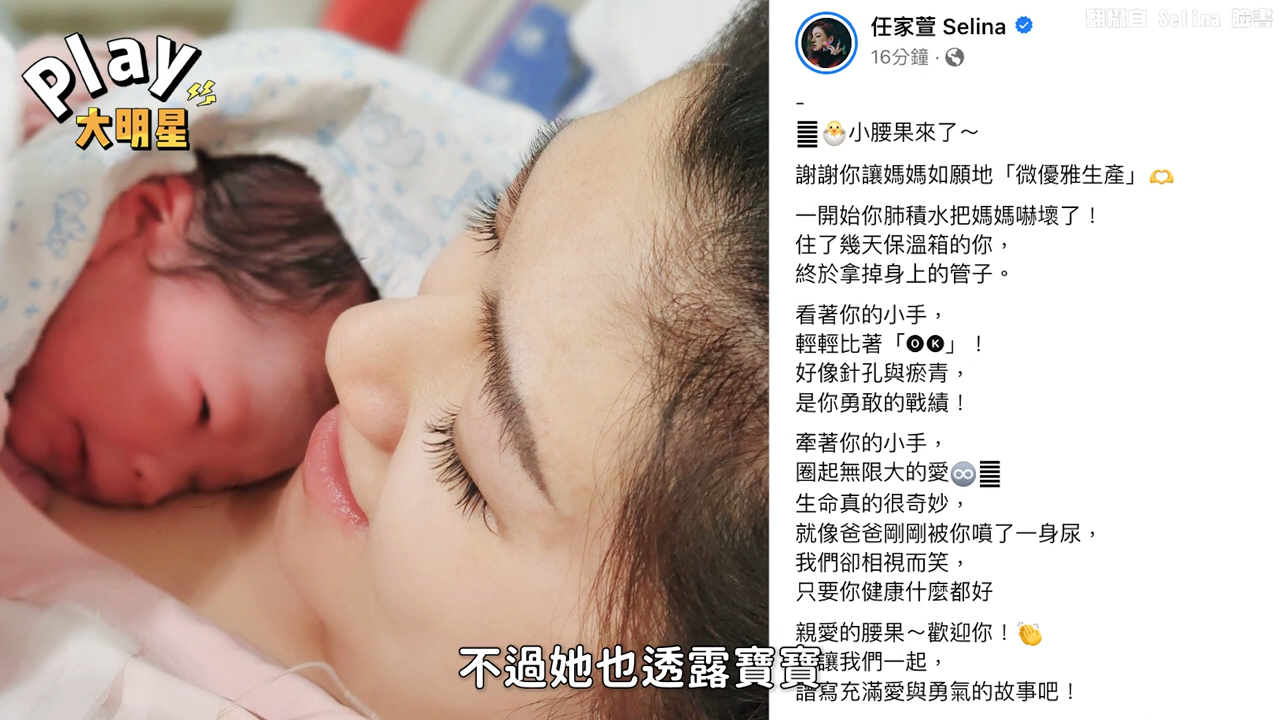 Play
大明星
任家萱 Selina
16分鐘 ·
翻攝自 Selina 臉書
-
小腰果來了～
謝謝你讓媽媽如願地「微優雅生產」
一開始你肺積水把媽媽嚇壞了！
住了幾天保溫箱的你，
終於拿掉身上的管子。
看著你的小手，
輕輕比著「🅞🅚」！
好像針孔與瘀青，
是你勇敢的戰績！
牽著你的小手，
圈起無限大的愛♾
生命真的很奇妙，
就像爸爸剛剛被你噴了一身尿，
我們卻相視而笑，
只要你健康什麼都好
親愛的腰果～歡迎你！
讓我們一起，
譜寫充滿愛與勇氣的故事吧！
不過她也透露寶寶